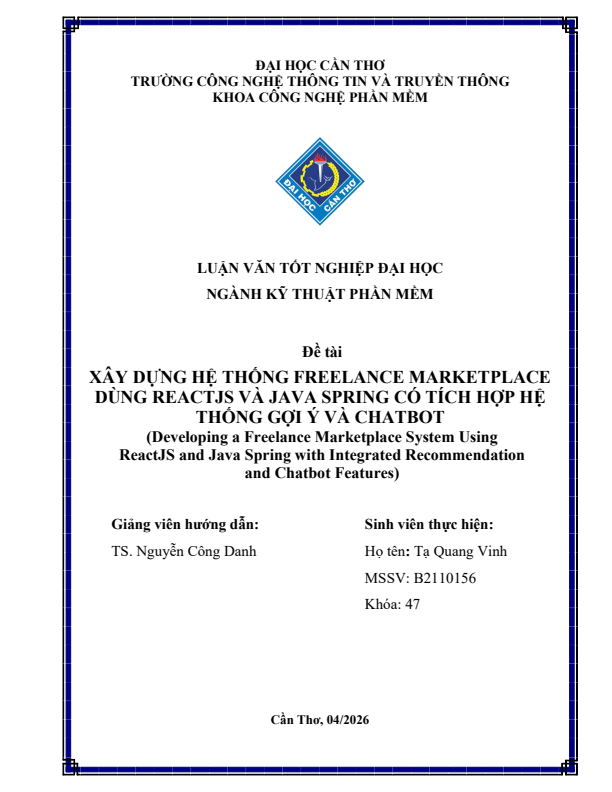 ĐẠI HỌC CẦN THƠ
TRƯỜNG CÔNG NGHỆ THÔNG TIN VÀ TRUYỀN THÔNG
KHOA CÔNG NGHỆ PHẦN MỀM
ĐẠI HỌC CẦN THƠ
LUẬN VĂN TỐT NGHIỆP ĐẠI HỌC
NGÀNH KỸ THUẬT PHẦN MỀM
Đề tài
XÂY DỰNG HỆ THỐNG FREELANCE MARKETPLACE
DÙNG REACTJS VÀ JAVA SPRING CÓ TÍCH HỢP HỆ
THỐNG GỢI Ý VÀ CHATBOT
(Developing a Freelance Marketplace System Using
ReactJS and Java Spring with Integrated Recommendation
and Chatbot Features)
Giảng viên hướng dẫn:
TS. Nguyễn Công Danh
Sinh viên thực hiện:
Họ tên: Tạ Quang Vinh
MSSV: B2110156
Khóa: 47
Cần Thơ, 04/2026